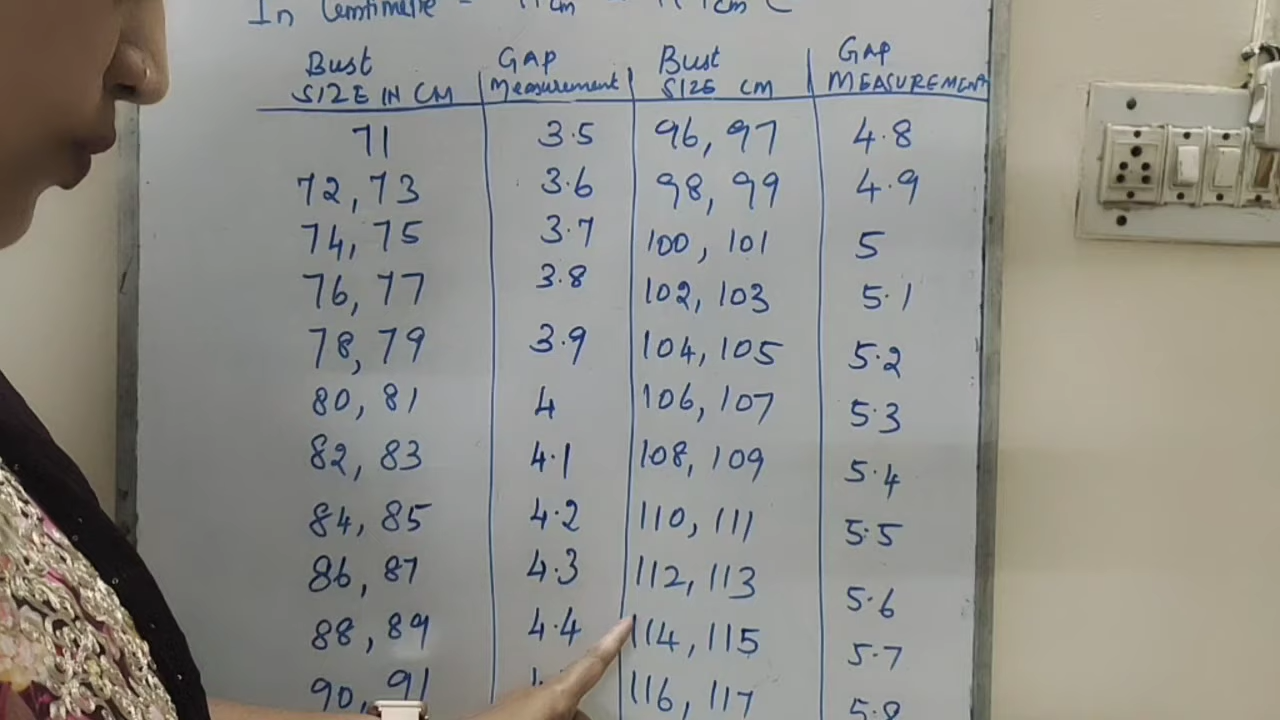 In Centimetre
Bust GAP Bust GAP
SIZE IN CM Measurement SIZE CM MEASUREMENT
71 3.5 96, 97 4.8
72, 73 3.6 98, 99 4.9
74, 75 3.7 100, 101 5
76, 77 3.8 102, 103 5.1
78, 79 3.9 104, 105 5.2
80, 81 4 106, 107 5.3
82, 83 4.1 108, 109 5.4
84, 85 4.2 110, 111 5.5
86, 87 4.3 112, 113 5.6
88, 89 4.4 114, 115 5.7
90, 91 116, 117 5.8